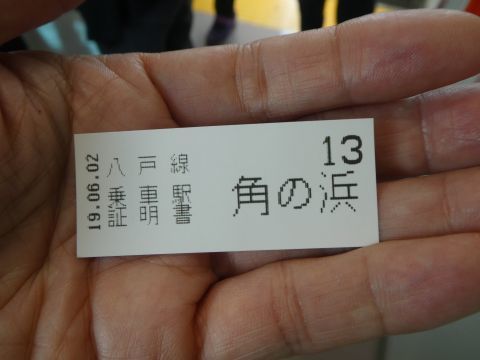 19.06.02
八戸線
乗車駅
証明書
13
角の浜